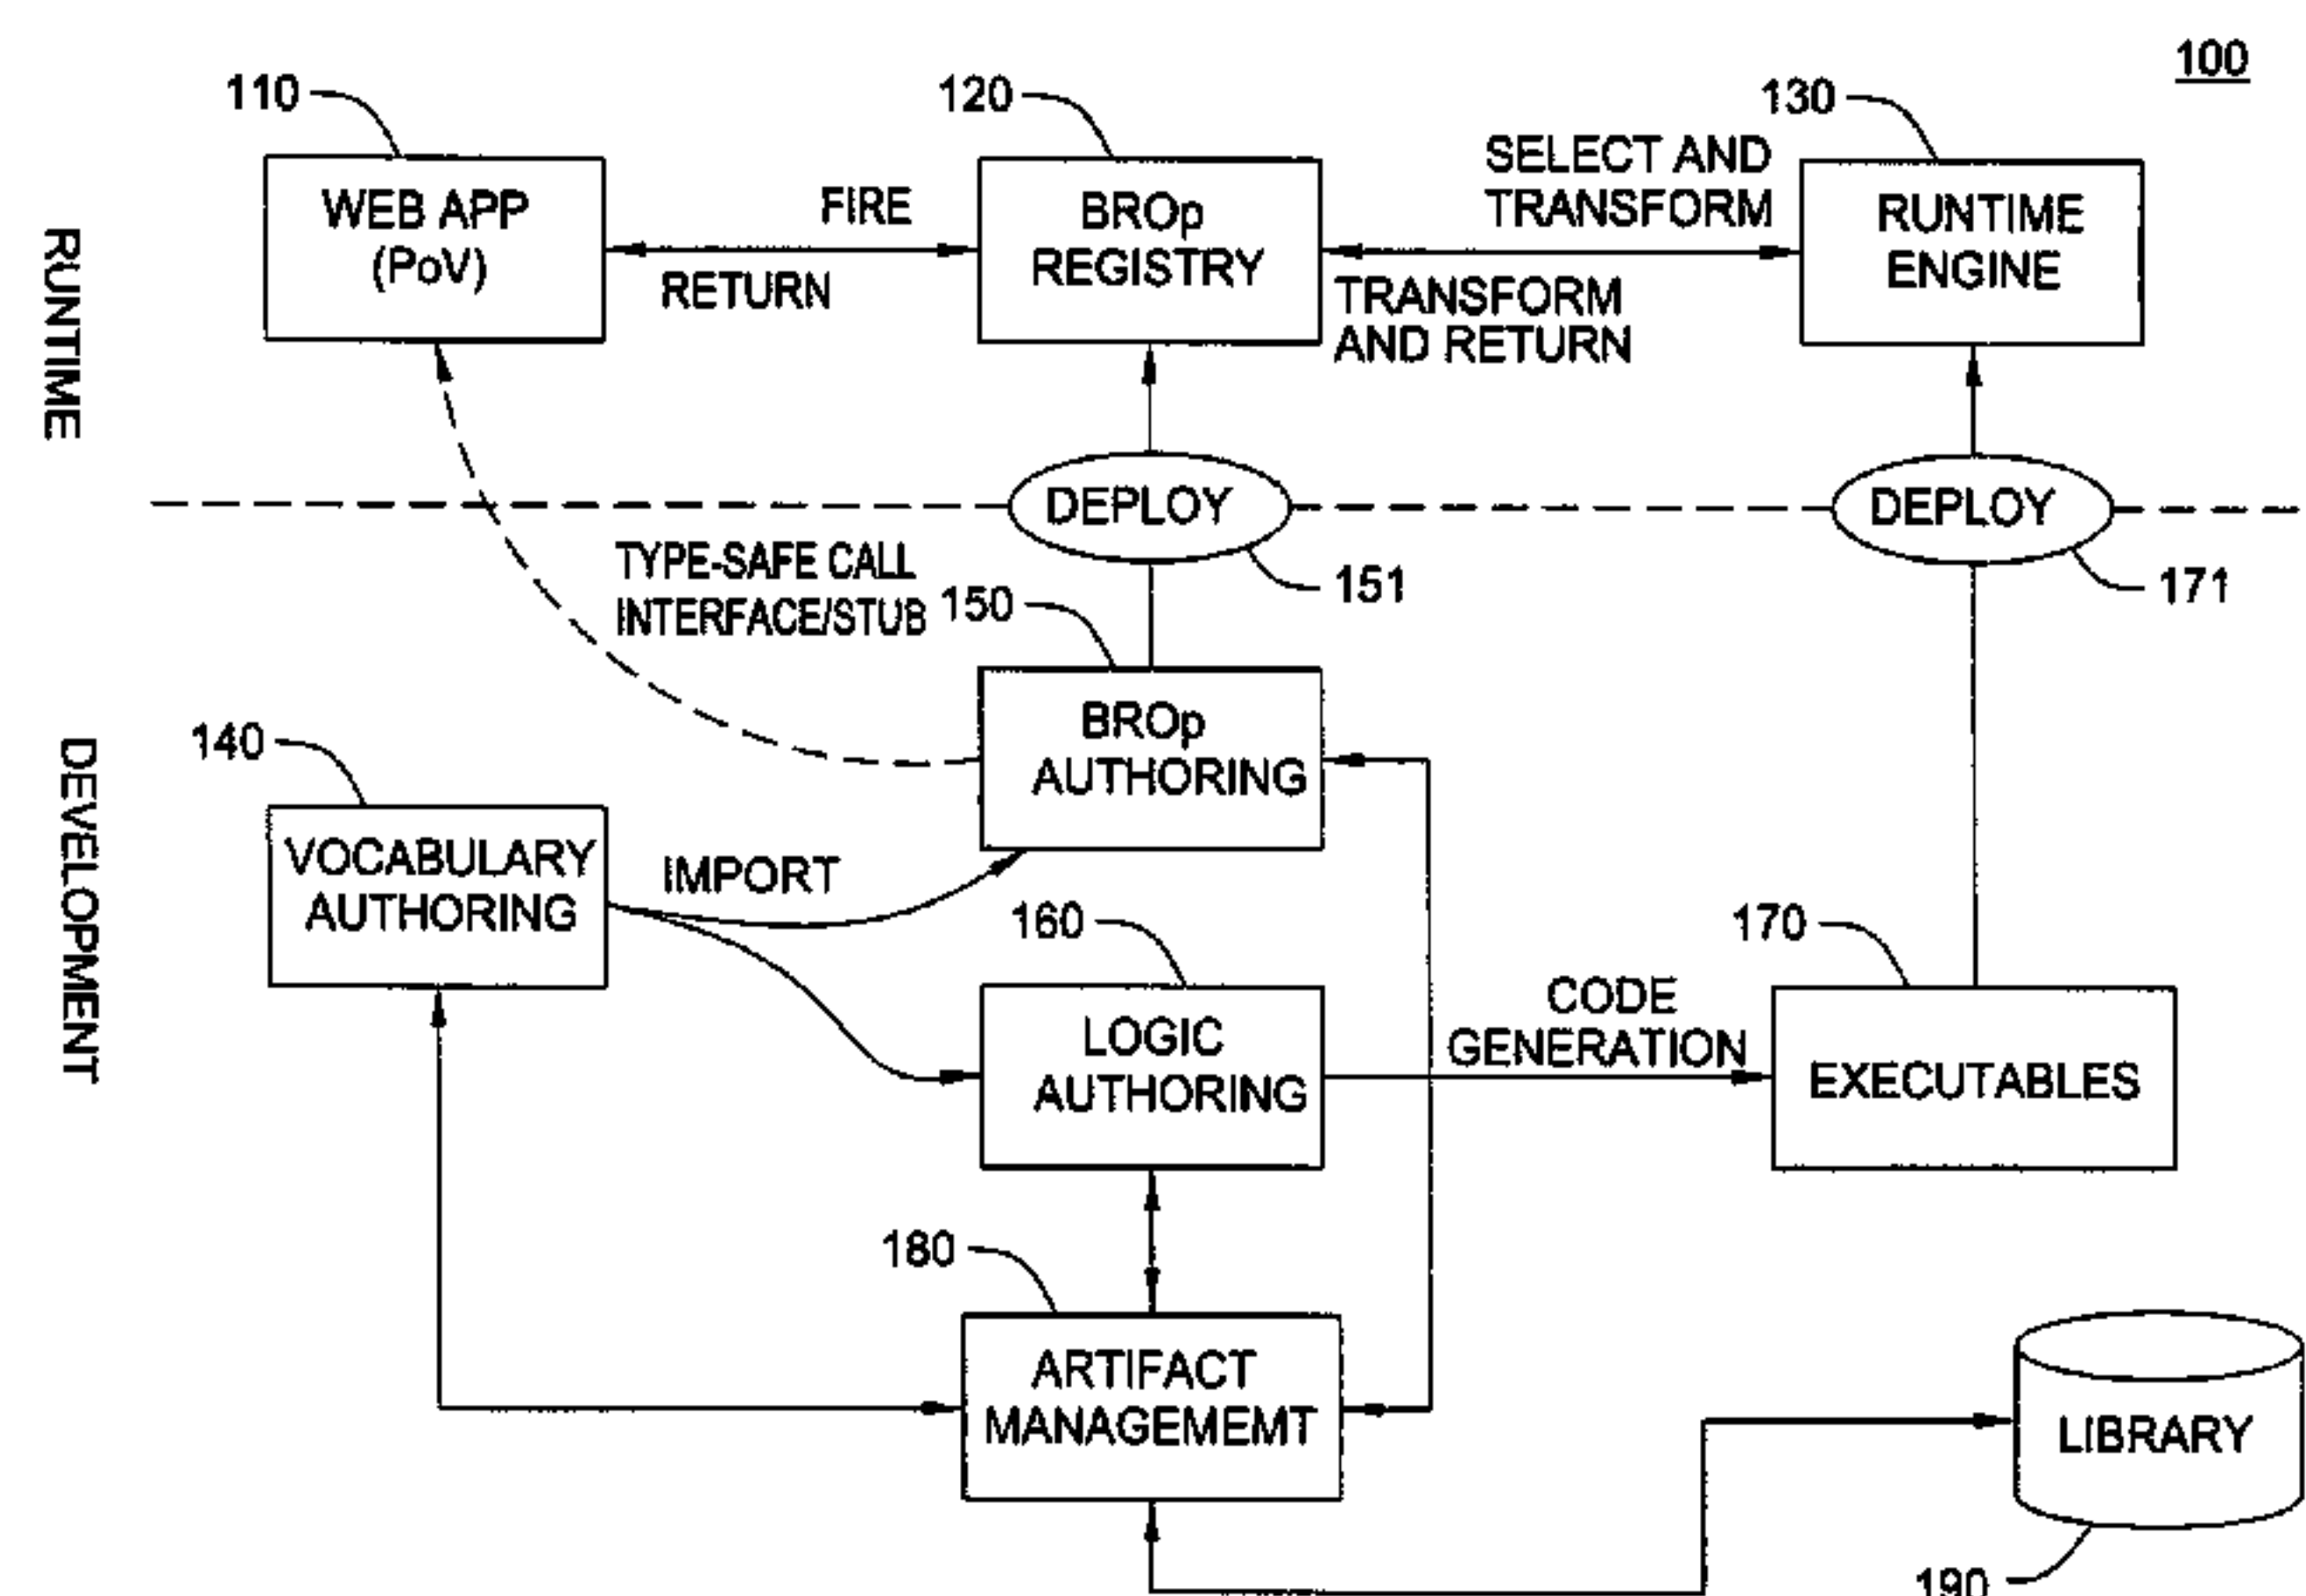 100
110
120
130
WEB APP
(PoV)
FIRE
RETURN
BROp
REGISTRY
SELECT AND
TRANSFORM
TRANSFORM
AND RETURN
RUNTIME
ENGINE
RUNTIME
DEPLOY
151
DEPLOY
171
TYPE-SAFE CALL
INTERFACE/STUB
150
BROp
AUTHORING
DEVELOPMENT
140
VOCABULARY
AUTHORING
IMPORT
160
LOGIC
AUTHORING
CODE
GENERATION
170
EXECUTABLES
180
ARTIFACT
MANAGEMEMT
LIBRARY
190